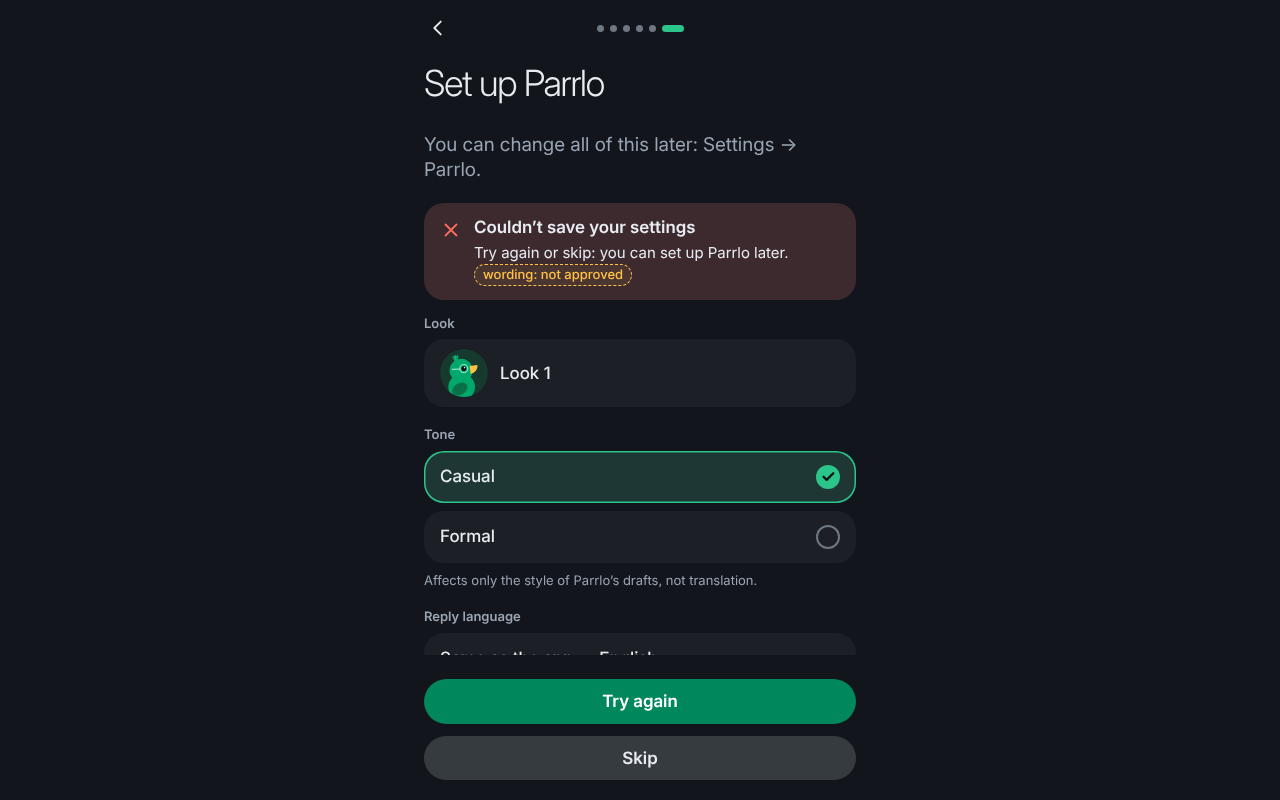 Set up Parrlo
You can change all of this later: Settings →
Parrlo.
Couldn’t save your settings
Try again or skip: you can set up Parrlo later.
wording: not approved
Look
Look 1
Tone
Casual
Formal
Affects only the style of Parrlo’s drafts, not translation.
Reply language
Try again
Skip